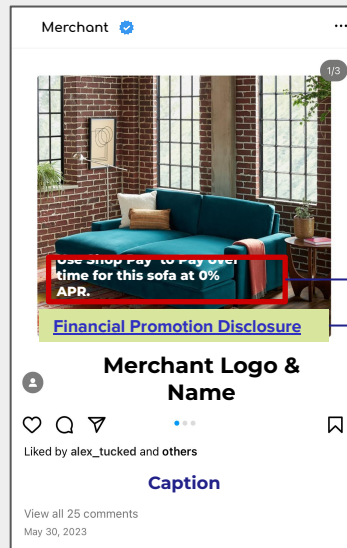 Merchant
1/3
Use Shop Pay to Pay over
time for this sofa at 0%
APR.
Financial Promotion Disclosure
Merchant Logo &
Name
Liked by alex_tucked and others
Caption
View all 25 comments
May 30, 2023